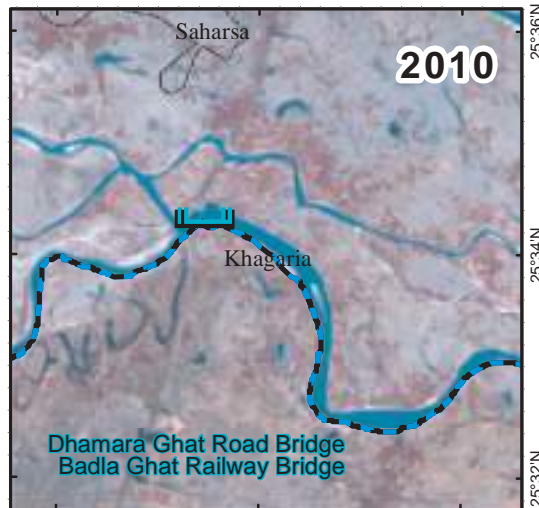 Saharsa
2010
25°36'N
25°34'N
Khagaria
Dhamara Ghat Road Bridge
Badla Ghat Railway Bridge
25°32'N